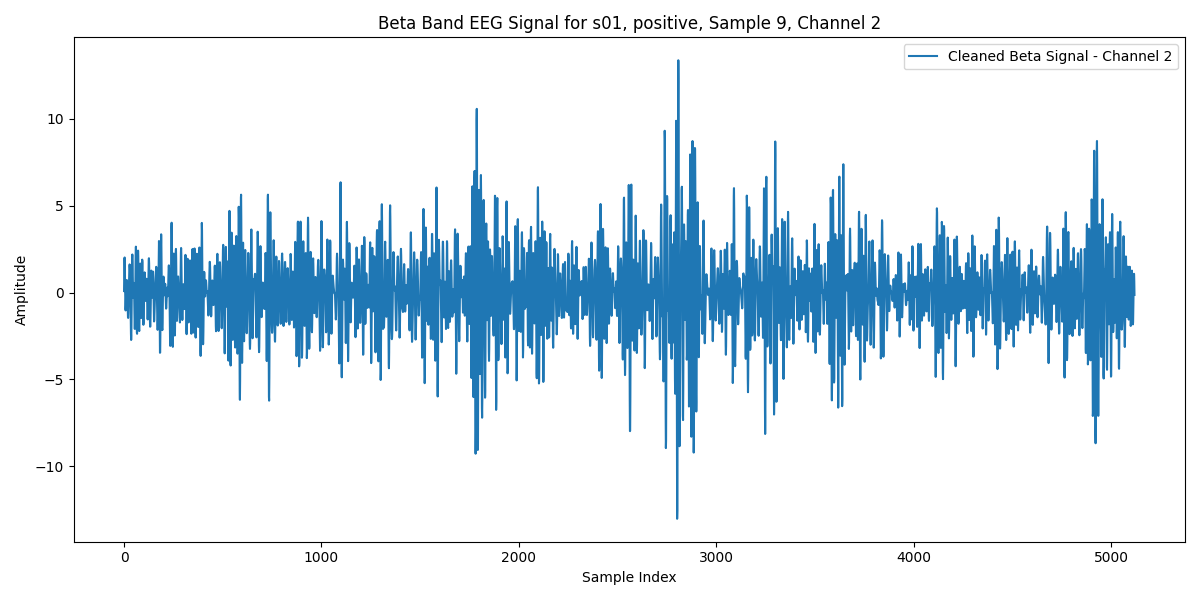 Beta Band EEG Signal for s01, positive, Sample 9, Channel 2
Cleaned Beta Signal - Channel 2
Amplitude
10
5
0
−5
−10
0 1000 2000 3000 4000 5000
Sample Index